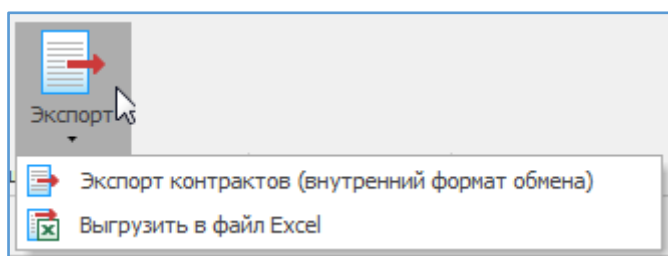 Экспорт
Экспорт контрактов (внутренний формат обмена)
Выгрузить в файл Excel